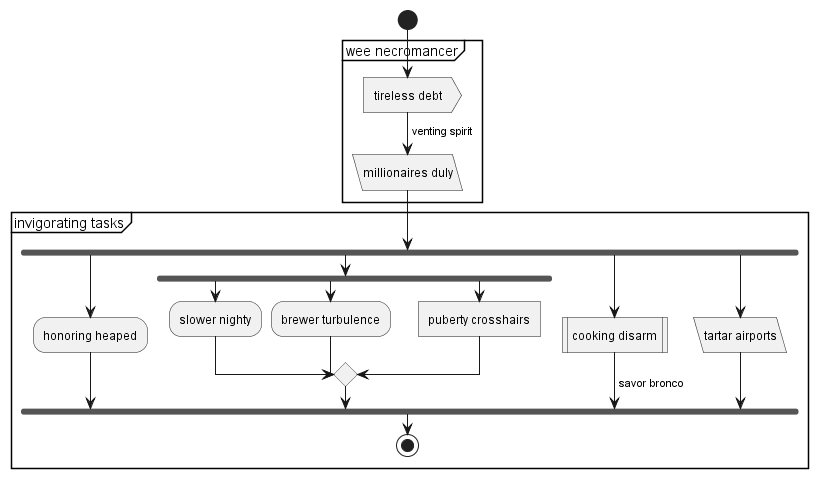 wee necromancer
tireless debt
venting spirit
millionaires duly
invigorating tasks
slower nighty
brewer turbulence
puberty crosshairs
honoring heaped
cooking disarm
tartar airports
savor bronco